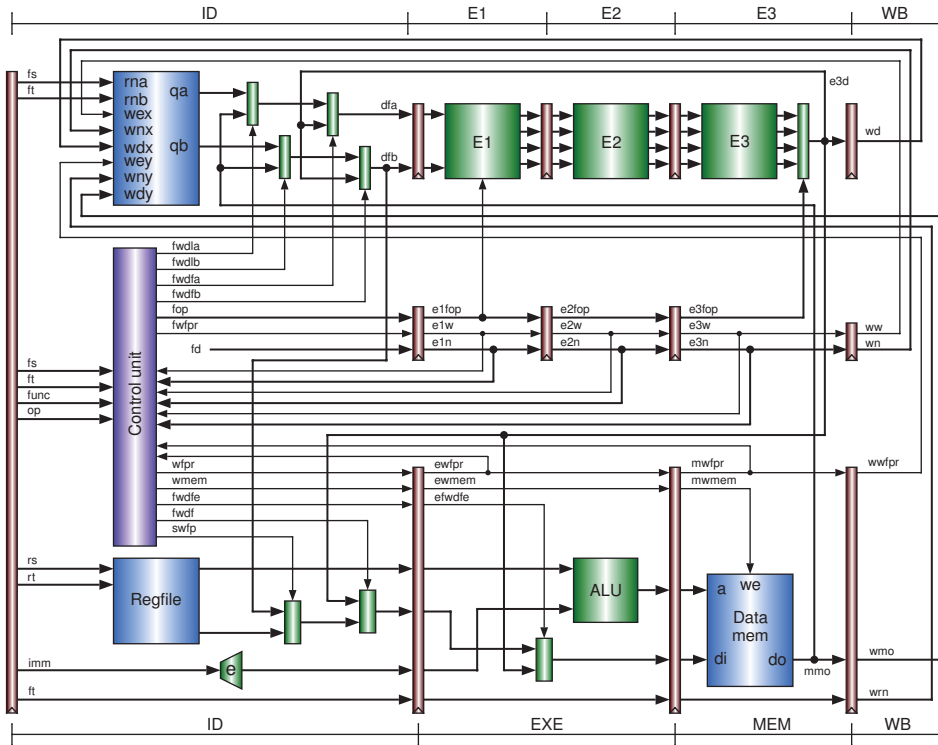 ID E1 E2 E3 WB
fs
ft
rna
rnb
wex
wnx
wdx
wey
wny
wdy
qa
qb
dfa
dfb
E1
E2
E3
e3d
wd
fwdla
fwdlb
fwdfa
fwdfb
fop
fwfpr
fd
e1fop
e1w
e1n
e2fop
e2w
e2n
e3fop
e3w
e3n
ww
wn
fs
ft
func
op
Control unit
wfpr
wmem
fwdfe
fwdf
swfp
ewfpr
ewmem
efwdfe
mwfpr
mwmem
wwfpr
rs
rt
Regfile
ALU
a
we
Data
mem
di
do
mmo
wmo
wrn
imm
e
ft
ID EXE MEM WB